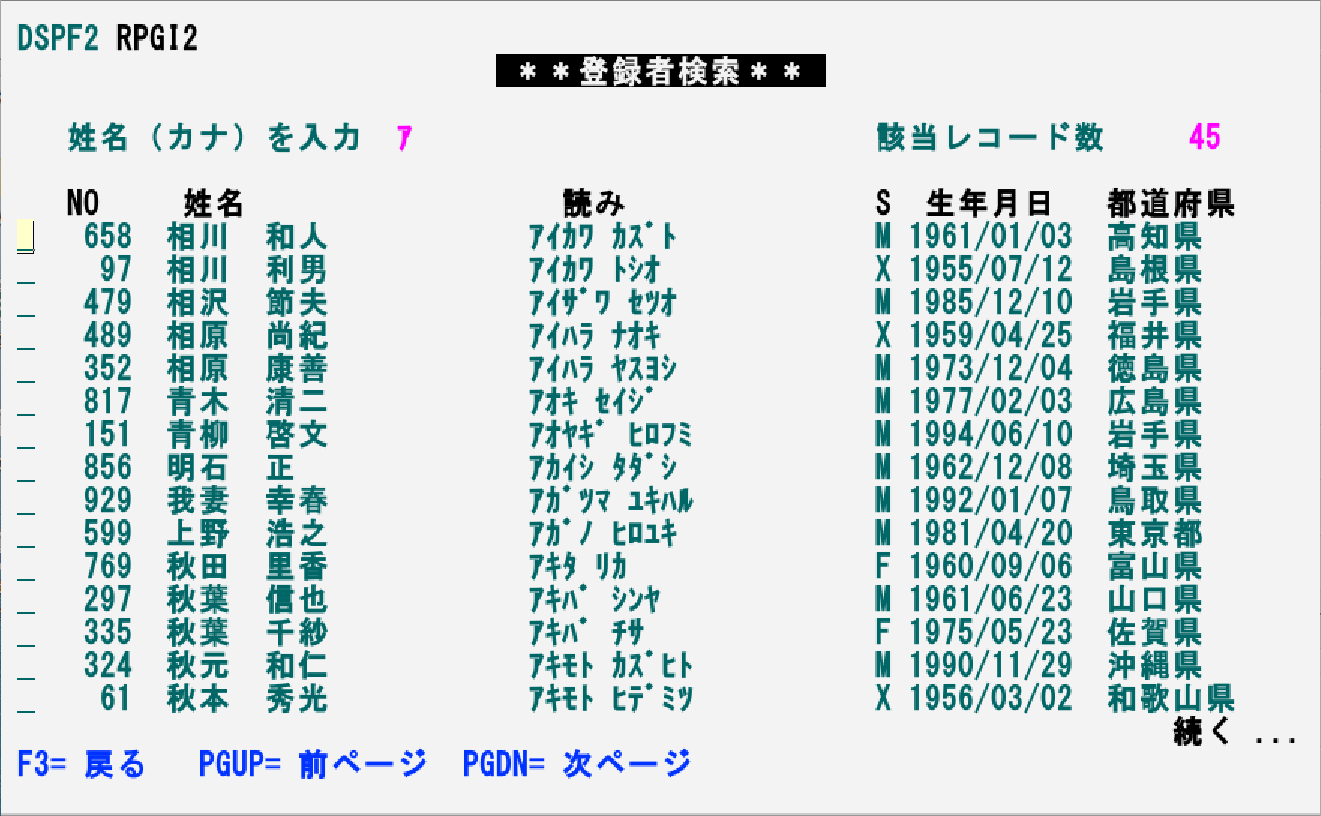 DSPF2 RPGI2
＊＊登録者検索＊＊
姓名（カナ）を入力 ｱ 該当レコード数 45
NO 姓名 読み S 生年月日 都道府県
658 相川 和人 ｱｲｶﾜ ｶｽﾞﾄ M 1961/01/03 高知県
_ 97 相川 利男 ｱｲｶﾜ ﾄｼｵ X 1955/07/12 島根県
_ 479 相沢 節夫 ｱｲｻﾞﾜ ｾﾂｵ M 1985/12/10 岩手県
_ 489 相原 尚紀 ｱｲﾊﾗ ﾅｵｷ X 1959/04/25 福井県
_ 352 相原 康善 ｱｲﾊﾗ ﾔｽﾖｼ M 1973/12/04 徳島県
_ 817 青木 清二 ｱｵｷ ｾｲｼﾞ M 1977/02/03 広島県
_ 151 青柳 啓文 ｱｵﾔｷﾞ ﾋﾛﾌﾐ M 1994/06/10 岩手県
_ 856 明石 正 ｱｶｲｼ ﾀﾀﾞｼ M 1962/12/08 埼玉県
_ 929 我妻 幸春 ｱｶﾞﾂﾏ ﾕｷﾊﾙ M 1992/01/07 鳥取県
_ 599 上野 浩之 ｱｶﾞﾉ ﾋﾛﾕｷ M 1981/04/20 東京都
_ 769 秋田 里香 ｱｷﾀ ﾘｶ F 1960/09/06 富山県
_ 297 秋葉 信也 ｱｷﾊﾞ ｼﾝﾔ M 1961/06/23 山口県
_ 335 秋葉 千紗 ｱｷﾊﾞ ﾁｻ F 1975/05/23 佐賀県
_ 324 秋元 和仁 ｱｷﾓﾄ ｶｽﾞﾋﾄ M 1990/11/29 沖縄県
_ 61 秋本 秀光 ｱｷﾓﾄ ﾋﾃﾞﾐﾂ X 1956/03/02 和歌山県
続く ...
F3= 戻る PGUP= 前ページ PGDN= 次ページ